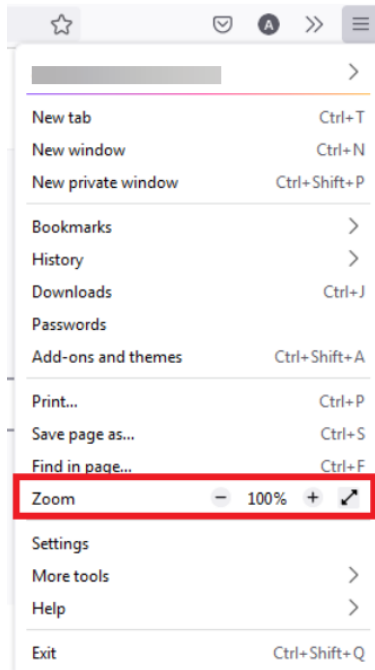 A
New tab Ctrl+T
New window Ctrl+N
New private window Ctrl+Shift+P
Bookmarks
History
Downloads Ctrl+J
Passwords
Add-ons and themes Ctrl+Shift+A
Print... Ctrl+P
Save page as... Ctrl+S
Find in page... Ctrl+F
Zoom − 100% +
Settings
More tools
Help
Exit Ctrl+Shift+Q